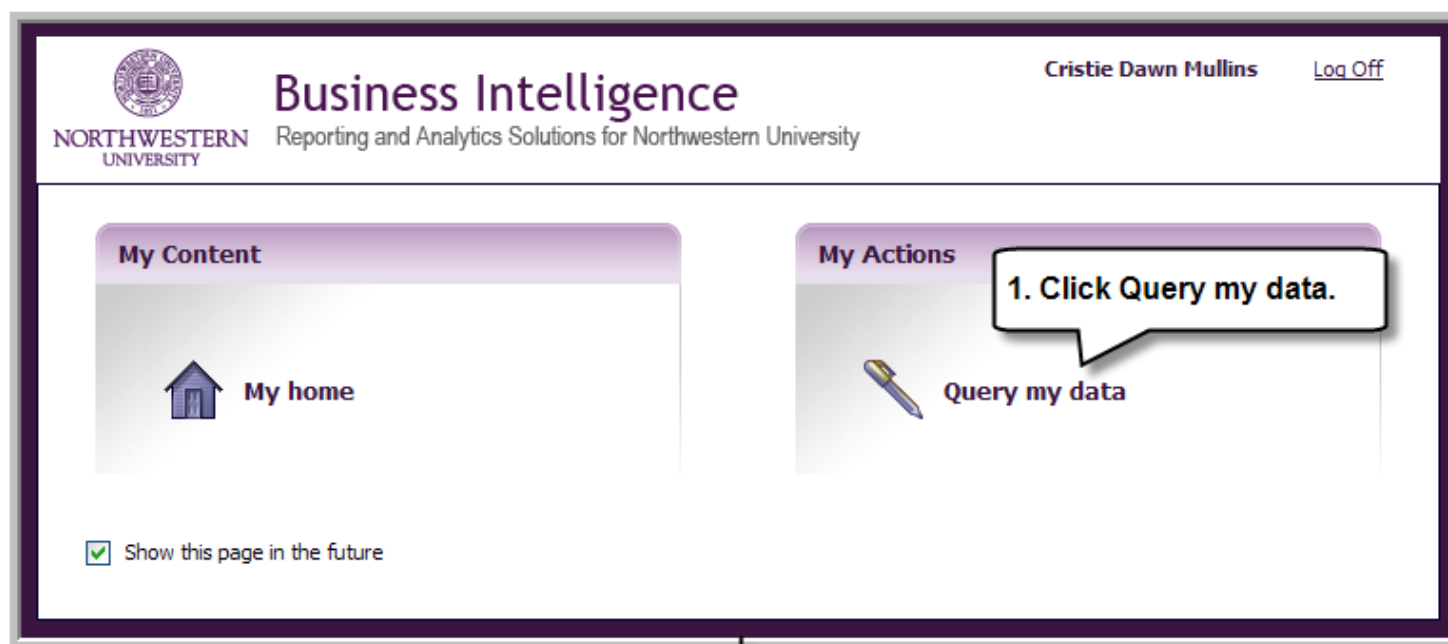 Business Intelligence
Cristie Dawn Mullins Log Off
NORTHWESTERN
UNIVERSITY
Reporting and Analytics Solutions for Northwestern University
My Content
My Actions
1. Click Query my data.
My home
Query my data
Show this page in the future